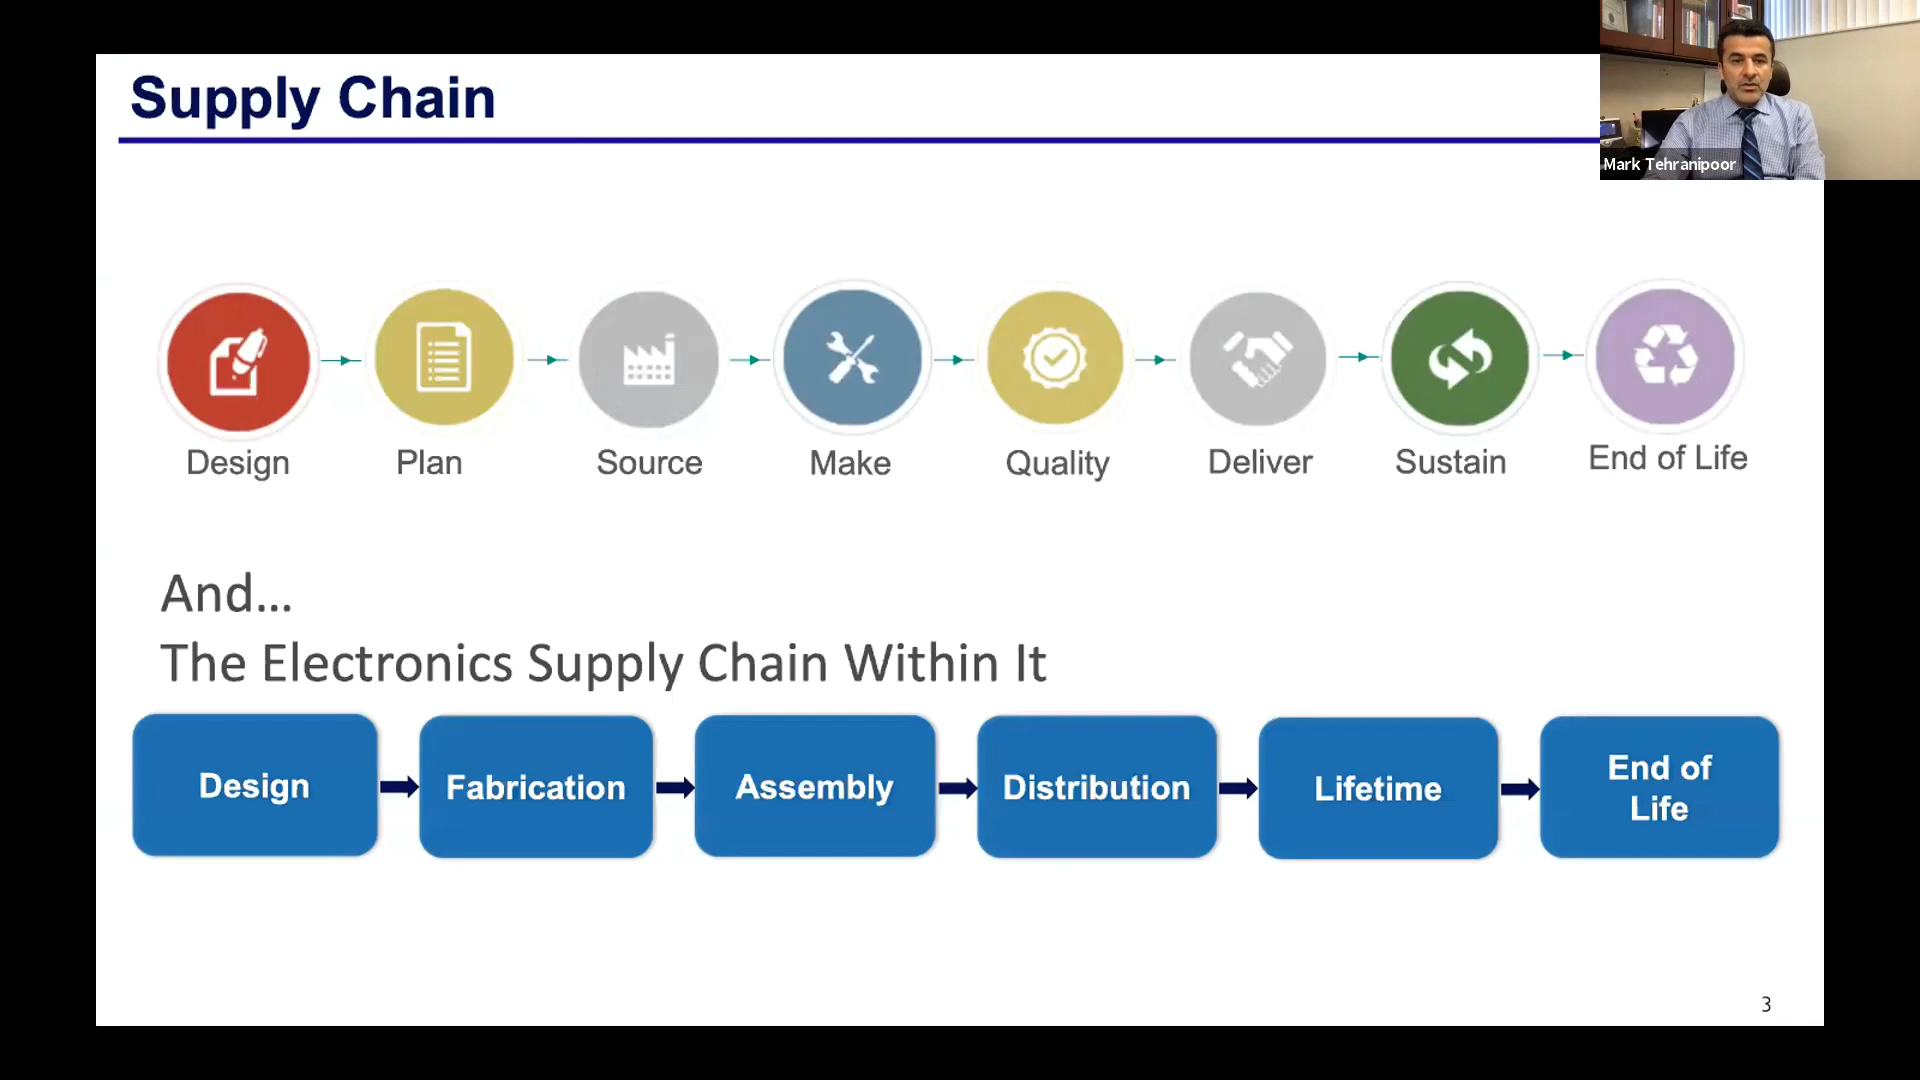 Supply Chain
Mark Tehranipoor
Design
Plan
Source
Make
Quality
Deliver
Sustain
End of Life
And...
The Electronics Supply Chain Within It
Design
Fabrication
Assembly
Distribution
Lifetime
End of
Life
3